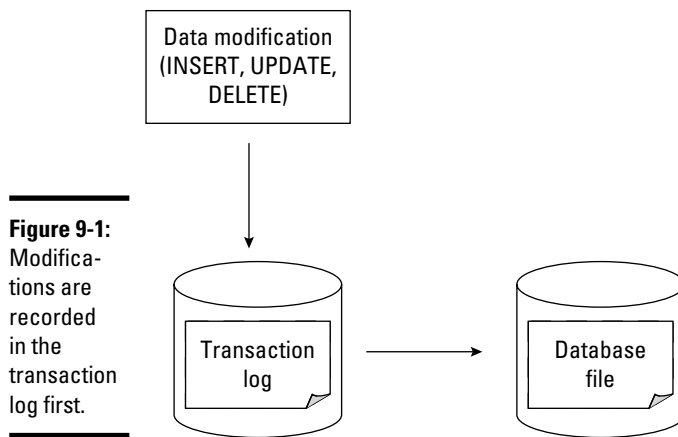 Data modification
(INSERT, UPDATE,
DELETE)
Figure 9-1:
Modifica-
tions are
recorded
in the
transaction
log first.
Transaction
log
Database
file